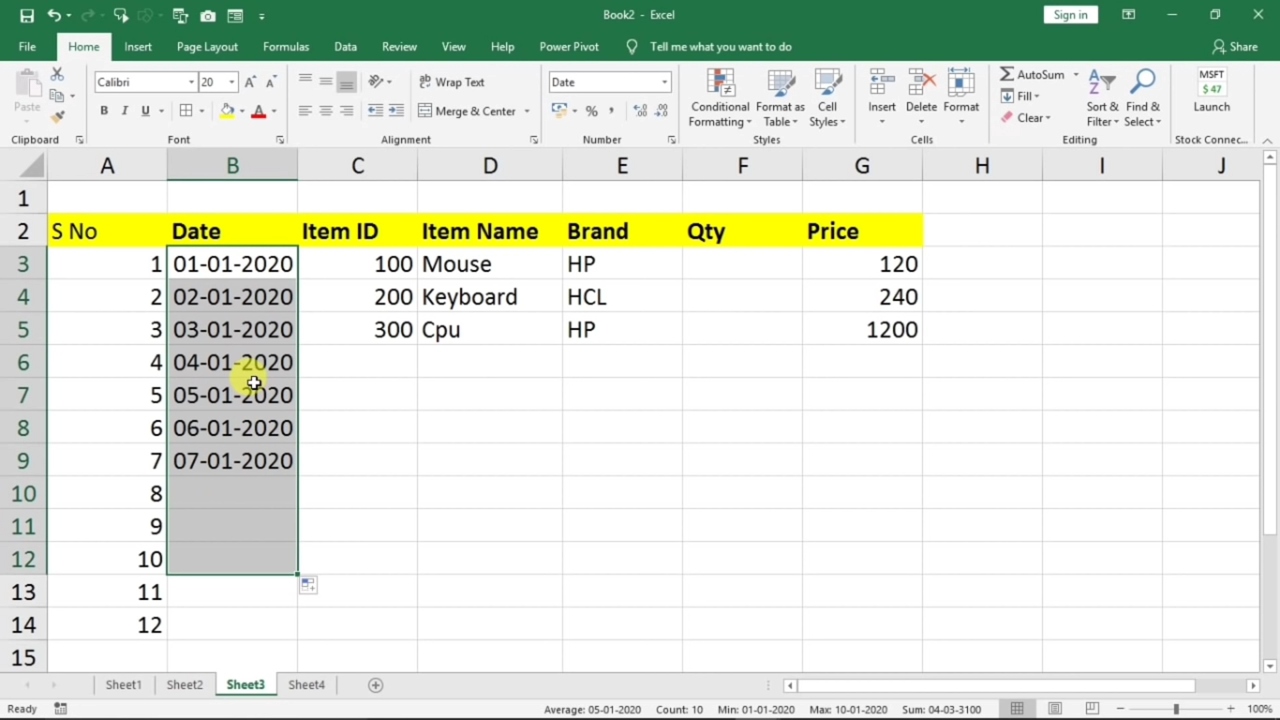 Book2 - Excel
Sign in
File Home Insert Page Layout Formulas Data Review View Help Power Pivot Tell me what you want to do Share
Paste
Clipboard
Calibri 20
B I U
Font
Wrap Text
Merge & Center
Alignment
Date
Number
Conditional Formatting
Format as Table
Cell Styles
Styles
Insert
Delete
Format
Cells
AutoSum
Fill
Clear
Sort & Filter
Find & Select
Editing
MSFT
$ 47
Launch
Stock Connec...
A B C D E F G H I J
1
2 S No Date Item ID Item Name Brand Qty Price
3 1 01-01-2020 100 Mouse HP 120
4 2 02-01-2020 200 Keyboard HCL 240
5 3 03-01-2020 300 Cpu HP 1200
6 4 04-01-2020
7 5 05-01-2020
8 6 06-01-2020
9 7 07-01-2020
10 8
11 9
12 10
13 11
14 12
15
Sheet1 Sheet2 Sheet3 Sheet4
Ready Average: 05-01-2020 Count: 10 Min: 01-01-2020 Max: 10-01-2020 Sum: 04-03-3100 100%